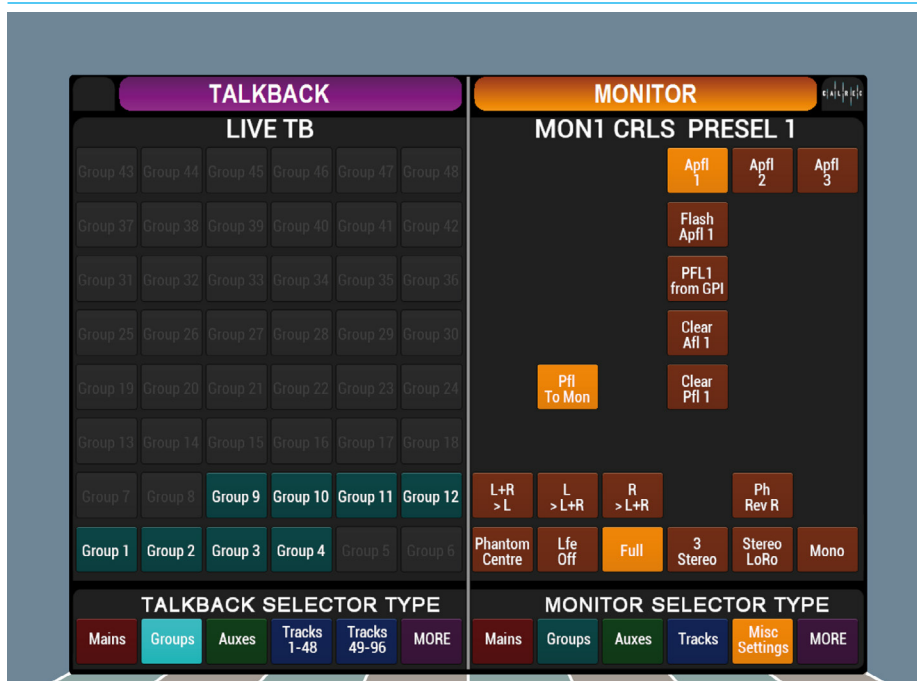 TALKBACK
LIVE TB
Group 43 Group 44 Group 45 Group 46 Group 47 Group 48
Group 37 Group 38 Group 39 Group 40 Group 41 Group 42
Group 31 Group 32 Group 33 Group 34 Group 35 Group 36
Group 25 Group 26 Group 27 Group 28 Group 29 Group 30
Group 19 Group 20 Group 21 Group 22 Group 23 Group 24
Group 13 Group 14 Group 15 Group 16 Group 17 Group 18
Group 7 Group 8 Group 9 Group 10 Group 11 Group 12
Group 1 Group 2 Group 3 Group 4 Group 5 Group 6
TALKBACK SELECTOR TYPE
Mains
Groups
Auxes
Tracks
1-48
Tracks
49-96
MORE
MONITOR
CALREC
MON1 CRLS PRESEL 1
Apfl
1
Apfl
2
Apfl
3
Flash
Apfl 1
PFL1
from GPI
Clear
Afl 1
Pfl
To Mon
Clear
Pfl 1
L+R
>L
L
>L+R
R
>L+R
Ph
Rev R
Phantom
Centre
Lfe
Off
Full
3
Stereo
Stereo
LoRo
Mono
MONITOR SELECTOR TYPE
Mains
Groups
Auxes
Tracks
Misc
Settings
MORE